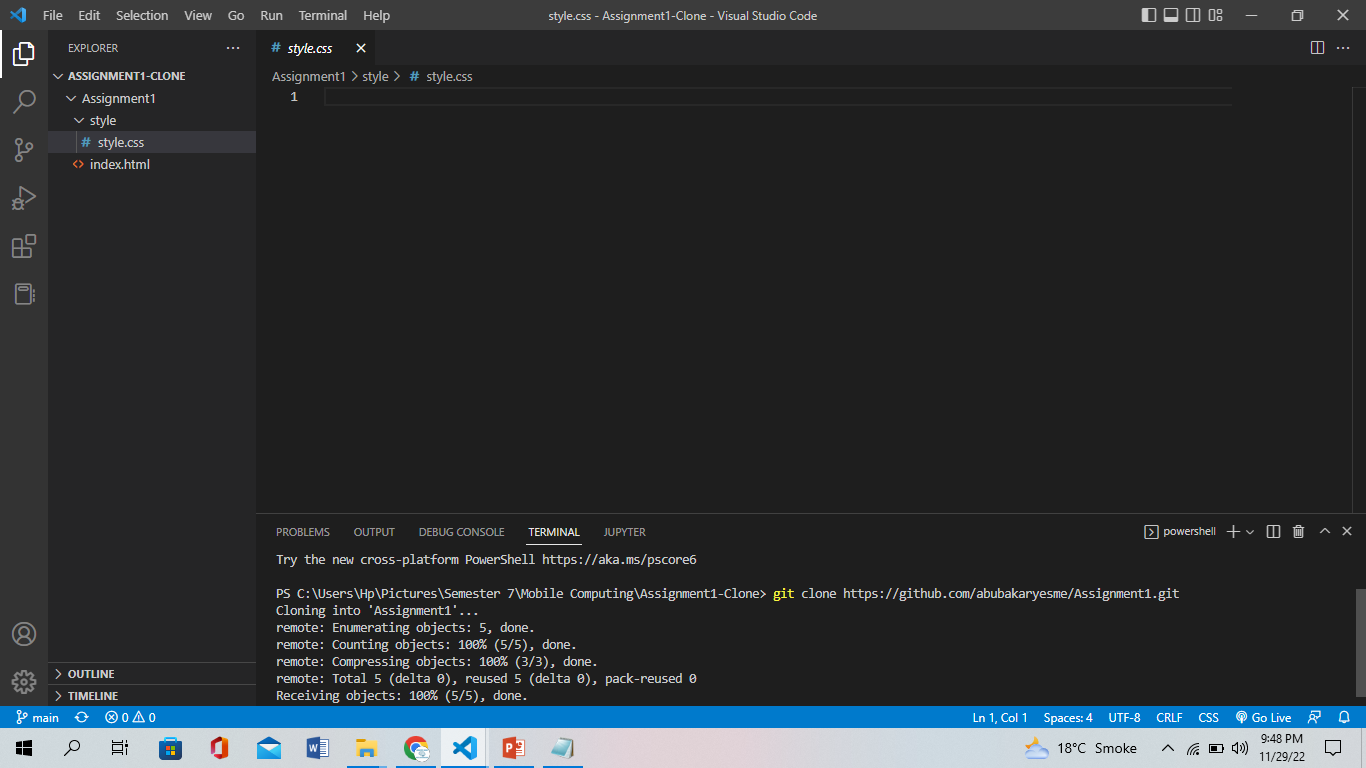 File Edit Selection View Go Run Terminal Help
style.css - Assignment1-Clone - Visual Studio Code
EXPLORER
ASSIGNMENT1-CLONE
Assignment1
style
# style.css
<> index.html
OUTLINE
TIMELINE
# style.css
Assignment1 > style > # style.css
1
PROBLEMS OUTPUT DEBUG CONSOLE TERMINAL JUPYTER
powershell
Try the new cross-platform PowerShell https://aka.ms/pscore6
PS C:\Users\Hp\Pictures\Semester 7\Mobile Computing\Assignment1-Clone> git clone https://github.com/abubakaryesme/Assignment1.git
Cloning into 'Assignment1'...
remote: Enumerating objects: 5, done.
remote: Counting objects: 100% (5/5), done.
remote: Compressing objects: 100% (3/3), done.
remote: Total 5 (delta 0), reused 5 (delta 0), pack-reused 0
Receiving objects: 100% (5/5), done.
main 0 0 Ln 1, Col 1 Spaces: 4 UTF-8 CRLF CSS Go Live
18°C Smoke
9:48 PM
11/29/22